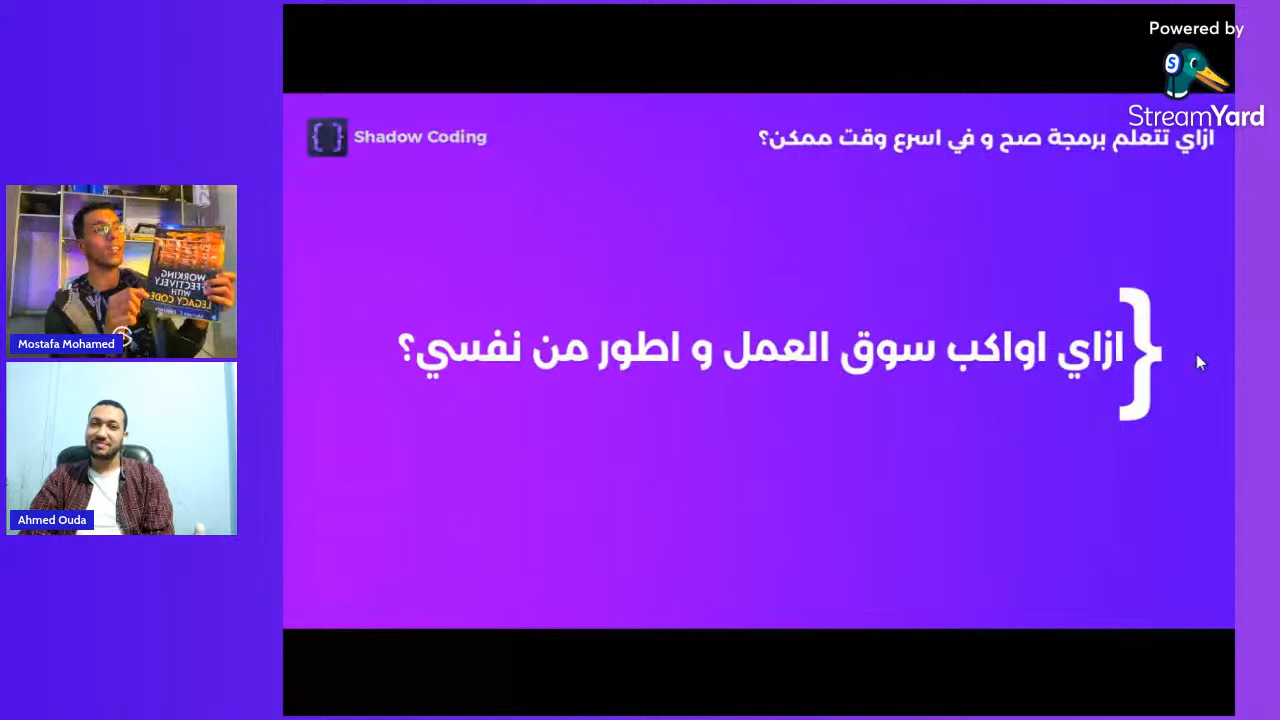 Powered by
StreamYard
Shadow Coding
ازاي تتعلم برمجة صح و في اسرع وقت ممكن؟
{ازاي اواكب سوق العمل و اطور من نفسي؟
WORKING
EFFECTIVELY
WITH
LEGACY CODE
Mostafa Mohamed
Ahmed Ouda